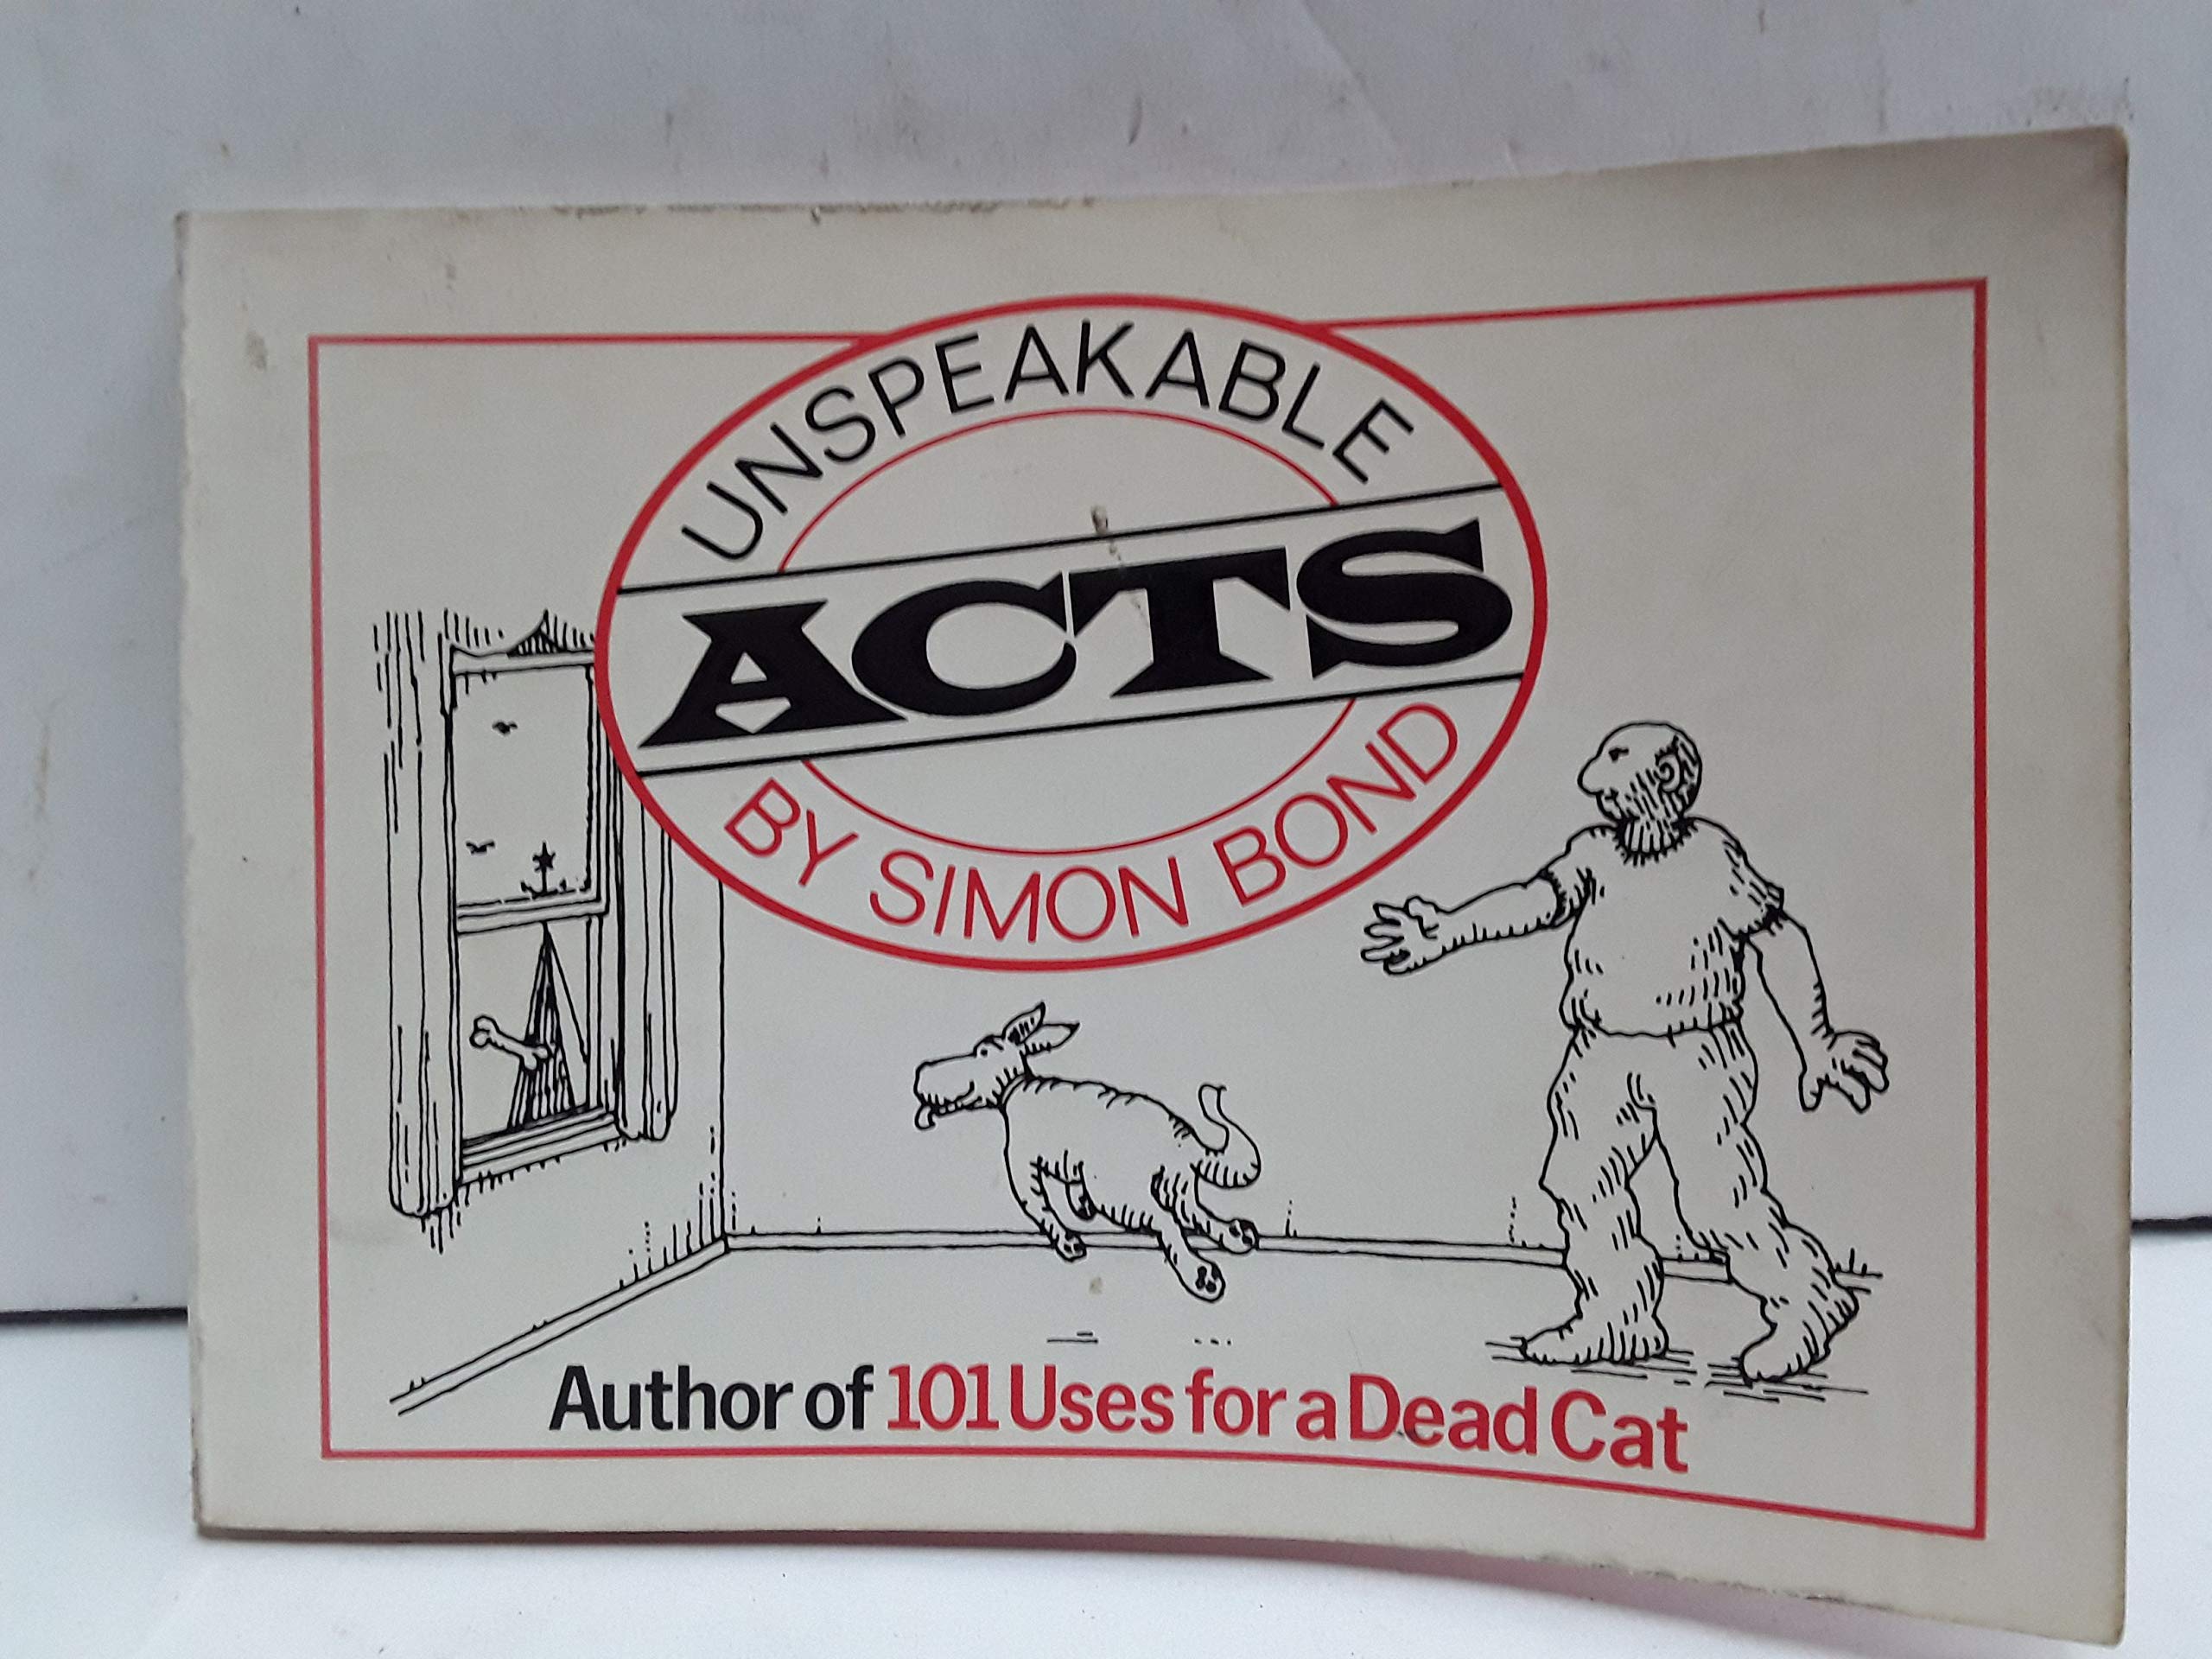 UNSPEAKABLE
ACTS
BY SIMON BOND
Author of 101 Uses for a Dead Cat